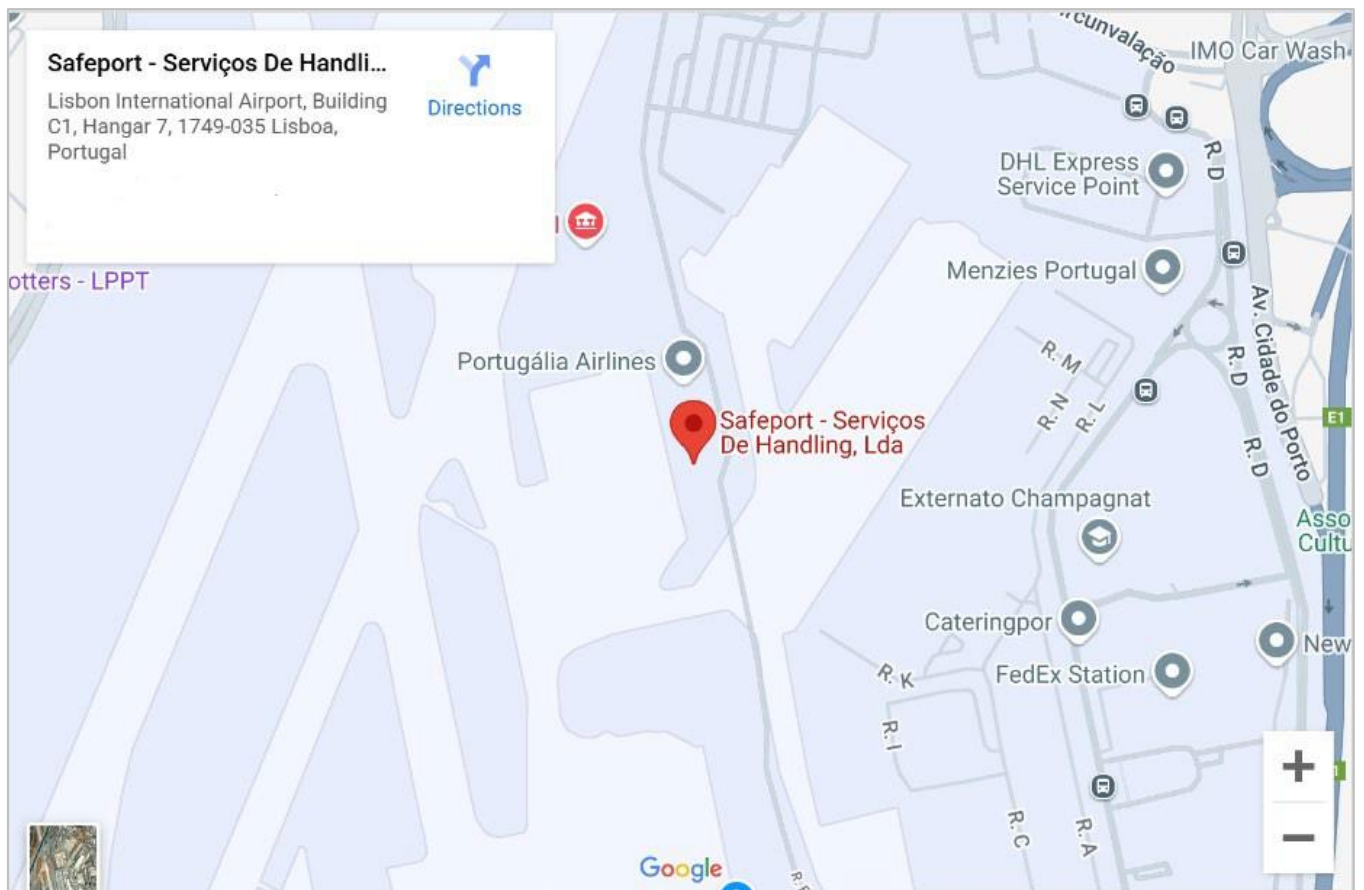 Safeport - Serviços De Handli...
Lisbon International Airport, Building
C1, Hangar 7, 1749-035 Lisboa,
Portugal
Directions
rcunvalação
IMO Car Wash
DHL Express
Service Point
R. D
otters - LPPT
Menzies Portugal
Av. Cidade do Porto
R. M
R. D
Portugália Airlines
R. N
R. L
Safeport - Serviços
De Handling, Lda
E1
R. D
Externato Champagnat
Asso
Cultu
Cateringpor
New
R. K
FedEx Station
R. I
+
R. C
R. A
−
Google